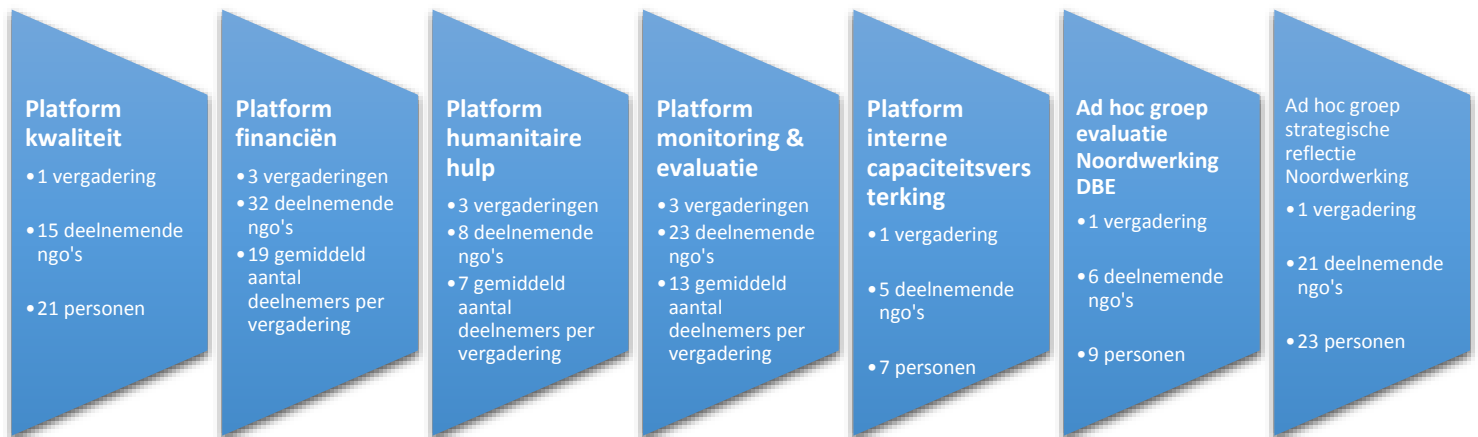 Platform
kwaliteit
•1 vergadering
•15 deelnemende
ngo's
•21 personen
Platform
financiën
•3 vergaderingen
•32 deelnemende
ngo's
•19 gemiddeld
aantal
deelnemers per
vergadering
Platform
humanitaire
hulp
•3 vergaderingen
•8 deelnemende
ngo's
•7 gemiddeld
aantal
deelnemers per
vergadering
Platform
monitoring &
evaluatie
•3 vergaderingen
•23 deelnemende
ngo's
•13 gemiddeld
aantal
deelnemers per
vergadering
Platform
interne
capaciteitsvers
terking
•1 vergadering
•5 deelnemende
ngo's
•7 personen
Ad hoc groep
evaluatie
Noordwerking
DBE
•1 vergadering
•6 deelnemende
ngo's
•9 personen
Ad hoc groep
strategische
reflectie
Noordwerking
•1 vergadering
•21 deelnemende
ngo's
•23 personen